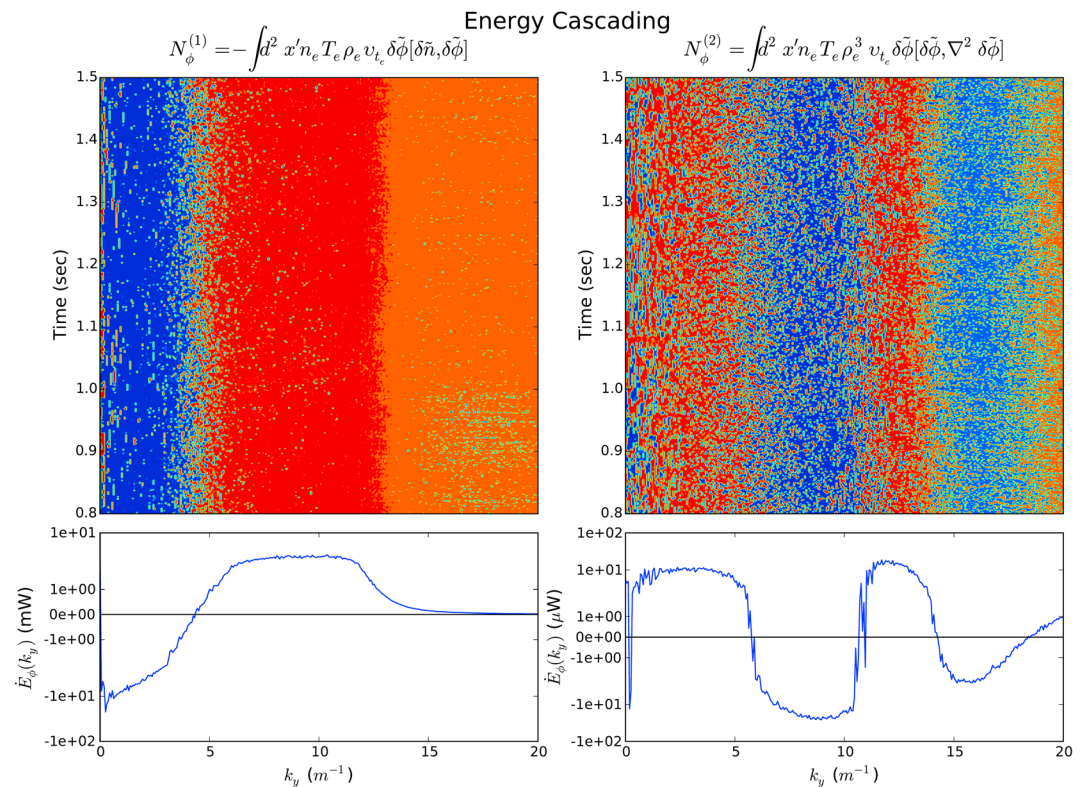 Energy Cascading
N_ϕ^(1) = −∫d² x′n_e T_e ρ_e υ_{t_e} δϕ̃[δñ,δϕ̃]
N_ϕ^(2) = ∫d² x′n_e T_e ρ_e³ υ_{t_e} δϕ̃[δϕ̃,∇² δϕ̃]
1.5
1.4
1.3
1.2
1.1
1.0
0.9
0.8
Time (sec)
1.5
1.4
1.3
1.2
1.1
1.0
0.9
0.8
Time (sec)
1e+01
1e+00
0e+00
-1e+00
-1e+01
-1e+02
Ė_ϕ(k_y) (mW)
0 5 10 15 20
k_y (m⁻¹)
1e+02
1e+01
1e+00
0e+00
-1e+00
-1e+01
-1e+02
Ė_ϕ(k_y) (μW)
0 5 10 15 20
k_y (m⁻¹)